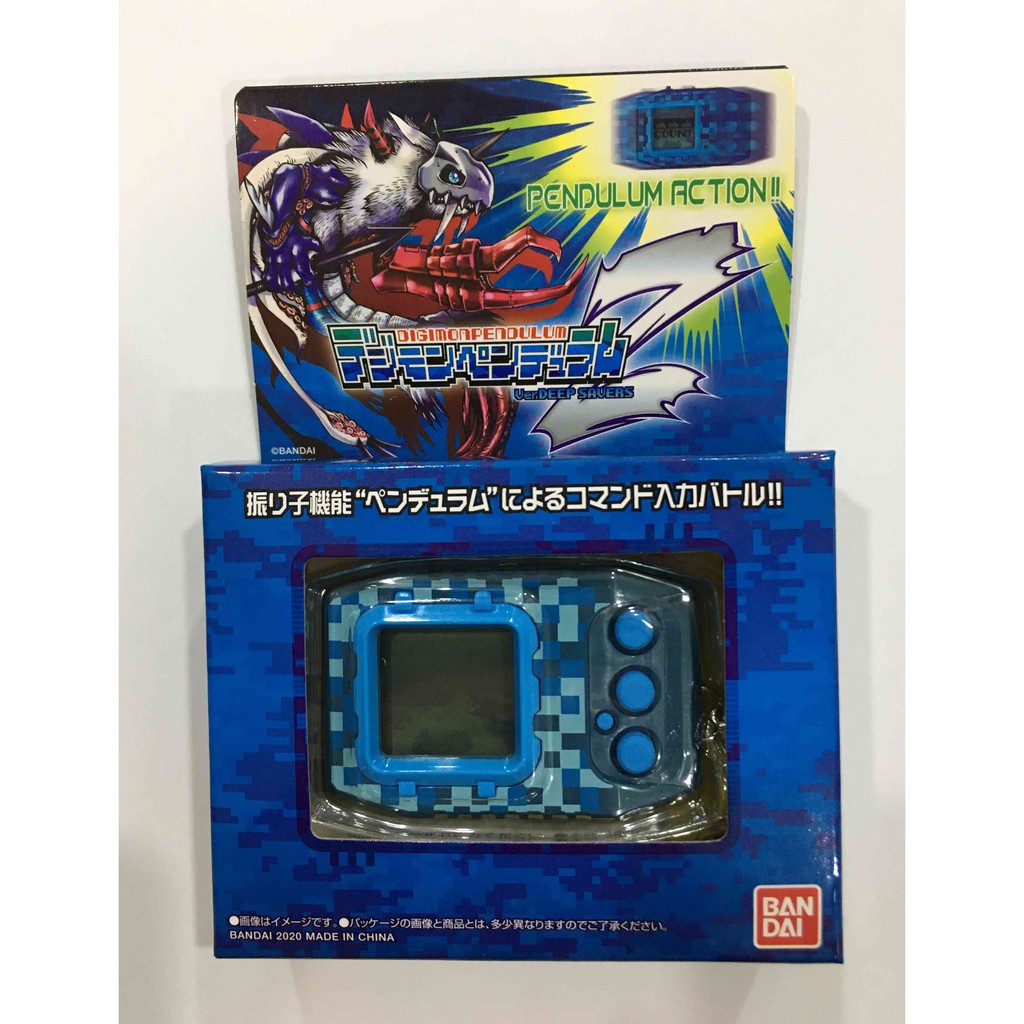 COUNT
PENDULUM ACTION!!
DIGIMONPENDULUM
デジモンペンデュラム
Z
Ver.DEEP SAVERS
©BANDAI
振り子機能“ペンデュラム”によるコマンド入力バトル!!
●画像はイメージです。●パッケージの画像と商品とは、多少異なりますのでご了承ください。
BANDAI 2020 MADE IN CHINA
BAN
DAI